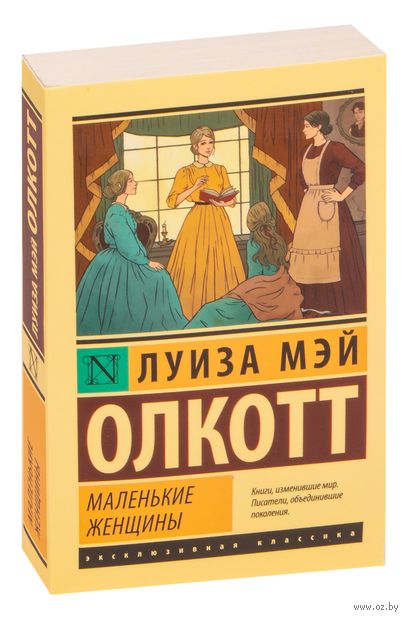 ЛУИЗА МЭЙ ОЛКОТТ
N
МАЛЕНЬКИЕ
ЖЕНЩИНЫ
N
ЛУИЗА МЭЙ
ОЛКОТТ
МАЛЕНЬКИЕ
ЖЕНЩИНЫ
Книги, изменившие мир.
Писатели, объединившие
поколения.
эксклюзивная классика
www.oz.by